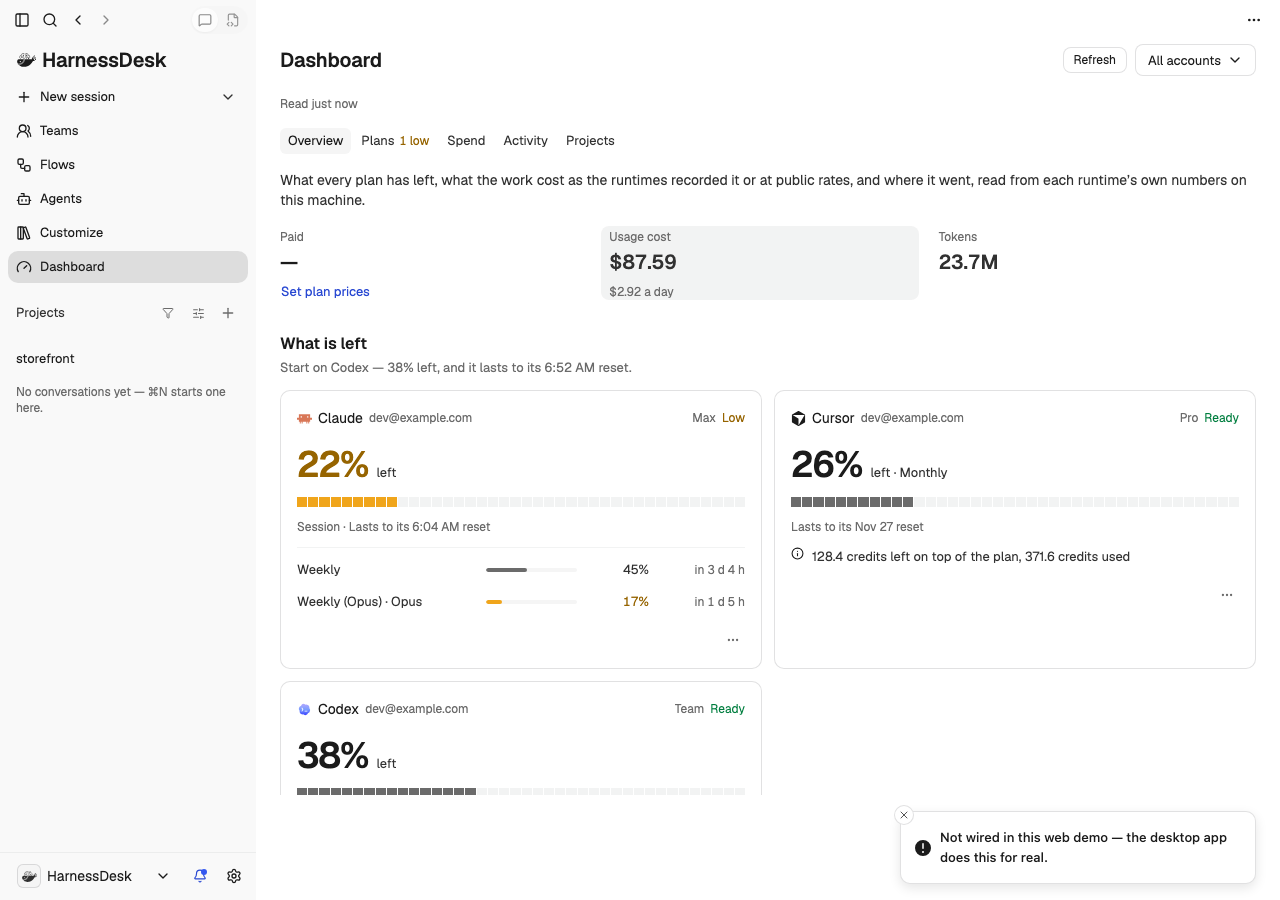 HarnessDesk
New session
Teams
Flows
Agents
Customize
Dashboard
Projects
storefront
No conversations yet — ⌘N starts one
here.
HarnessDesk
Dashboard
Refresh
All accounts
Read just now
Overview
Plans 1 low
Spend
Activity
Projects
What every plan has left, what the work cost as the runtimes recorded it or at public rates, and where it went, read from each runtime’s own numbers on
this machine.
Paid
—
Set plan prices
Usage cost
$87.59
$2.92 a day
Tokens
23.7M
What is left
Start on Codex — 38% left, and it lasts to its 6:52 AM reset.
Claude dev@example.com Max Low
22% left
Session · Lasts to its 6:04 AM reset
Weekly 45% in 3 d 4 h
Weekly (Opus) · Opus 17% in 1 d 5 h
Cursor dev@example.com Pro Ready
26% left · Monthly
Lasts to its Nov 27 reset
128.4 credits left on top of the plan, 371.6 credits used
Codex dev@example.com Team Ready
38% left
Not wired in this web demo — the desktop app
does this for real.